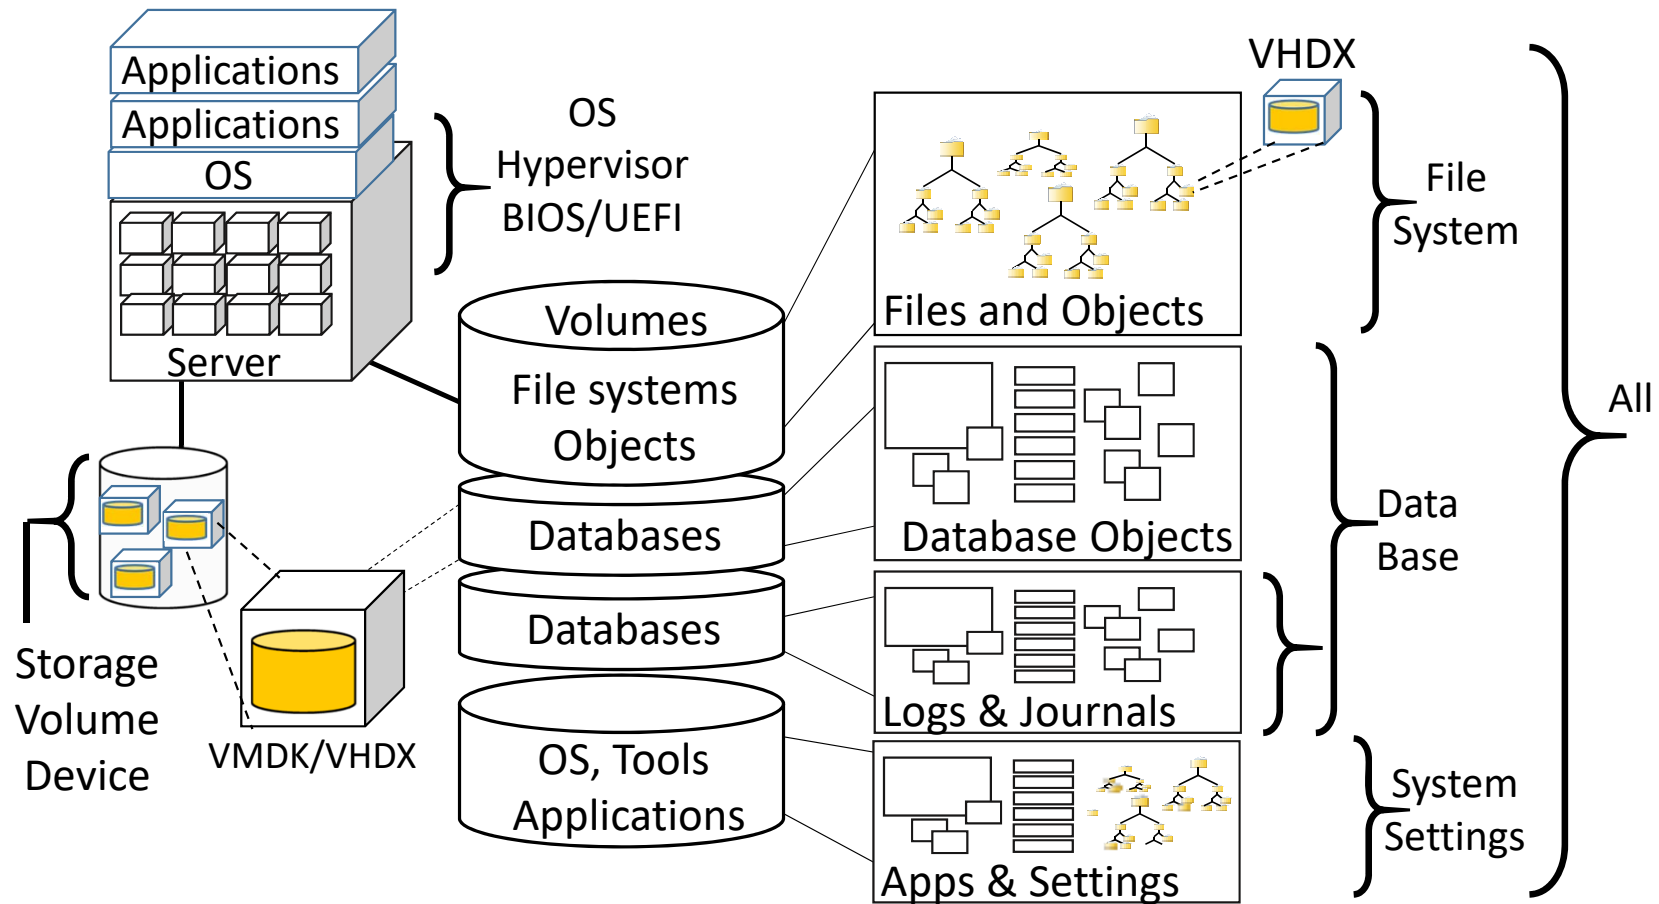 Applications
Applications
OS
Server
OS
Hypervisor
BIOS/UEFI
Storage
Volume
Device
VMDK/VHDX
Volumes
File systems
Objects
Databases
Databases
OS, Tools
Applications
VHDX
Files and Objects
Database Objects
Logs & Journals
Apps & Settings
File
System
Data
Base
System
Settings
All